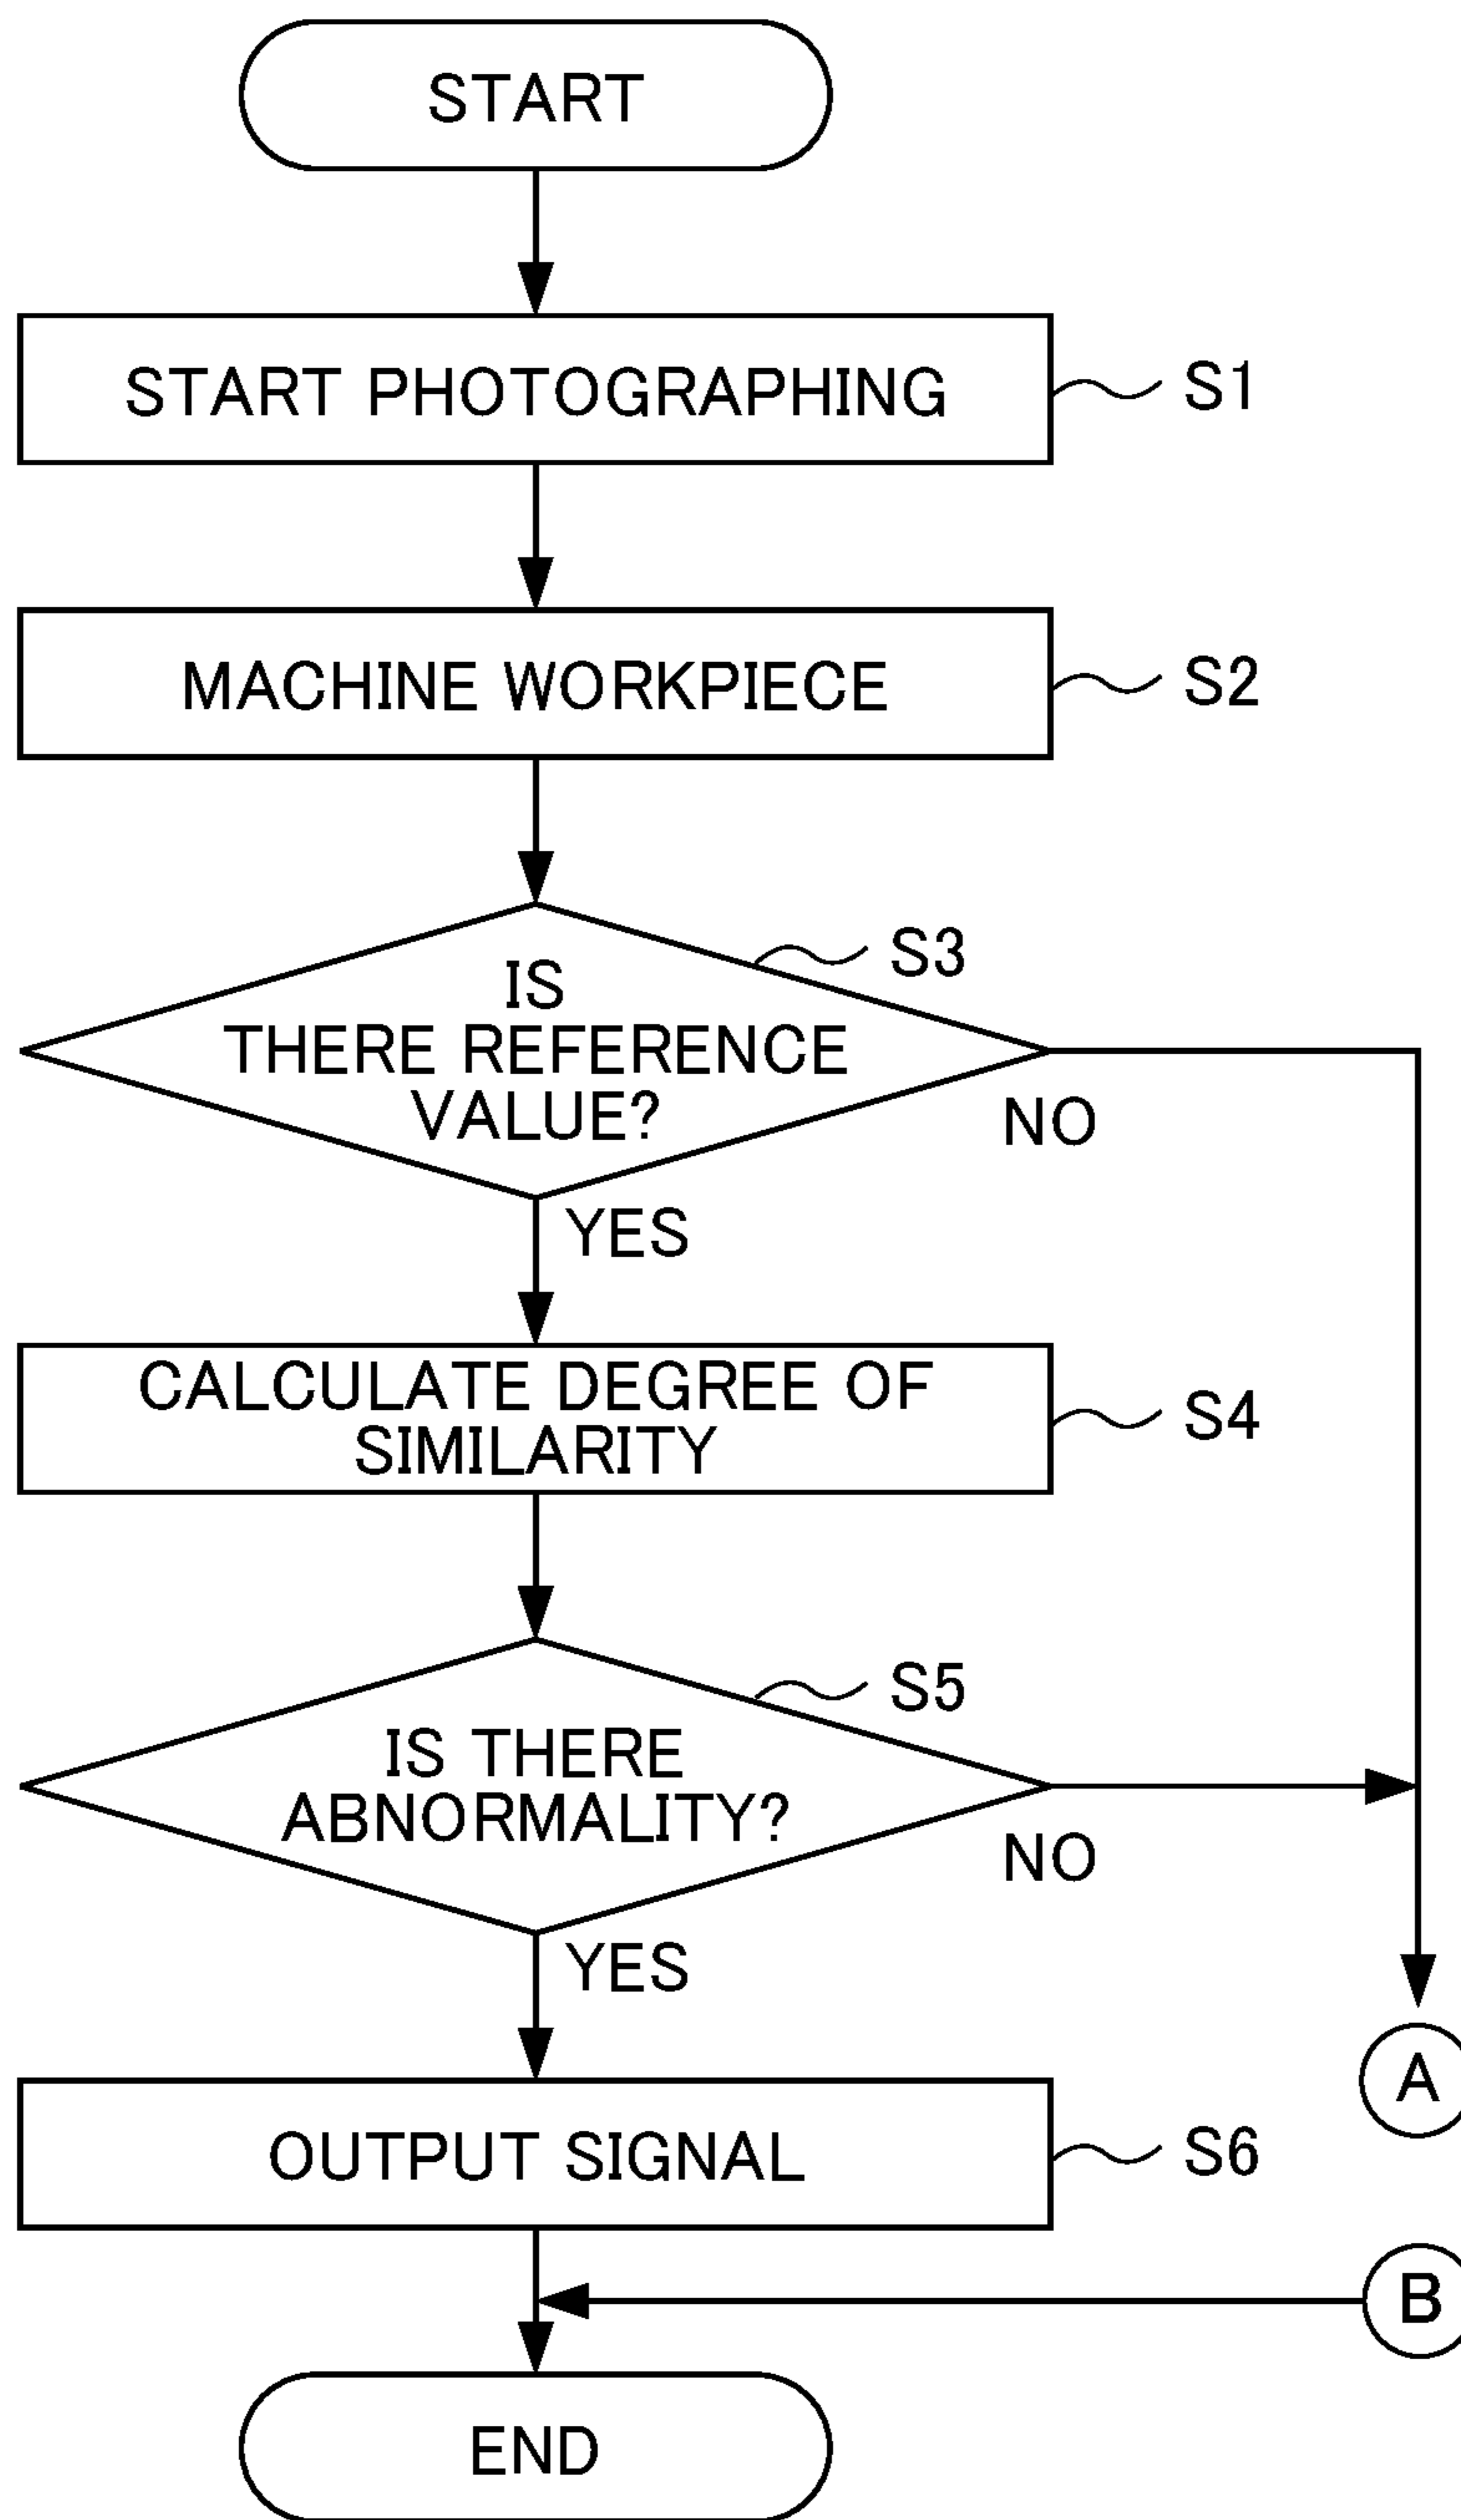 START
START PHOTOGRAPHING
S1
MACHINE WORKPIECE
S2
S3
IS
THERE REFERENCE
VALUE?
NO
YES
CALCULATE DEGREE OF
SIMILARITY
S4
S5
IS THERE
ABNORMALITY?
NO
YES
A
OUTPUT SIGNAL
S6
B
END